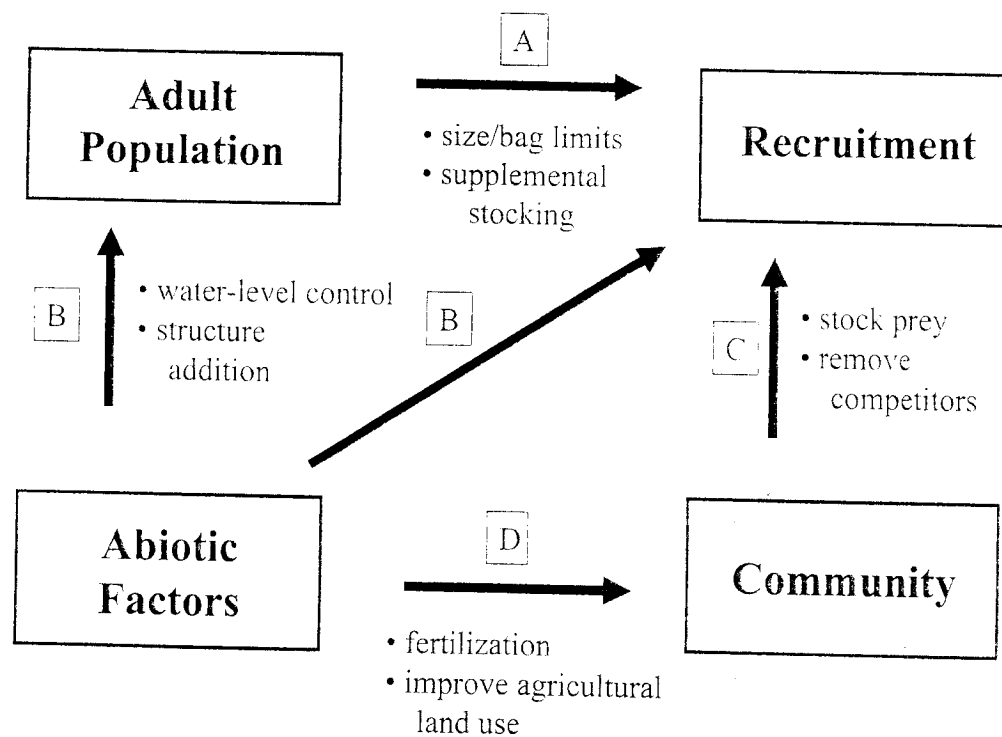 A
Adult
Population
• size/bag limits
• supplemental
stocking
Recruitment
B
• water-level control
• structure
addition
B
C
• stock prey
• remove
competitors
Abiotic
Factors
D
• fertilization
• improve agricultural
land use
Community